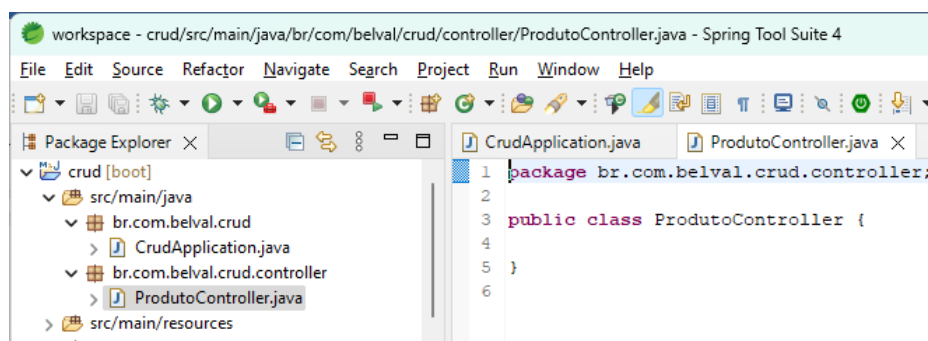 workspace - crud/src/main/java/br/com/belval/crud/controller/ProdutoController.java - Spring Tool Suite 4
File Edit Source Refactor Navigate Search Project Run Window Help
Package Explorer
crud [boot]
src/main/java
br.com.belval.crud
CrudApplication.java
br.com.belval.crud.controller
ProdutoController.java
src/main/resources
CrudApplication.java ProdutoController.java
1 package br.com.belval.crud.controller;
2
3 public class ProdutoController {
4
5 }
6